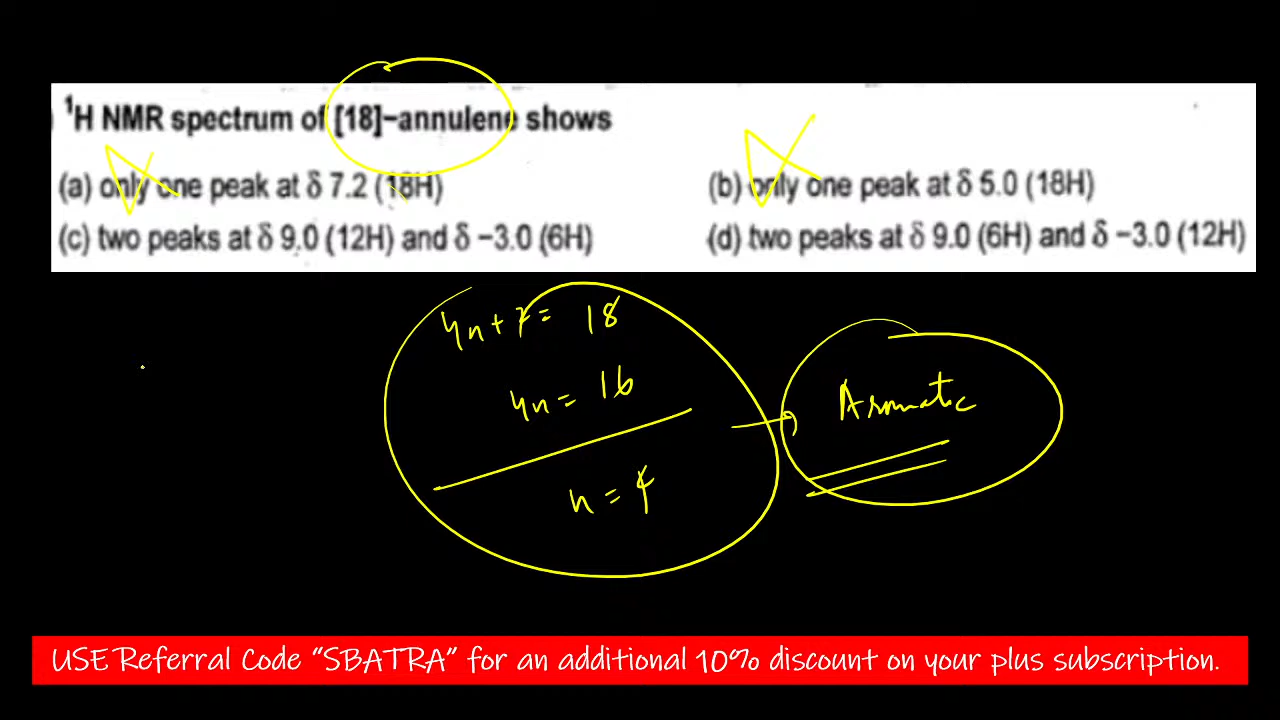 ¹H NMR spectrum of [18]−annulene shows
(a) only one peak at δ 7.2 (18H)
(b) only one peak at δ 5.0 (18H)
(c) two peaks at δ 9.0 (12H) and δ −3.0 (6H)
(d) two peaks at δ 9.0 (6H) and δ −3.0 (12H)
4n+2= 18
4n = 16
n = 4
Aromatic
USE Referral Code “SBATRA” for an additional 10% discount on your plus subscription.